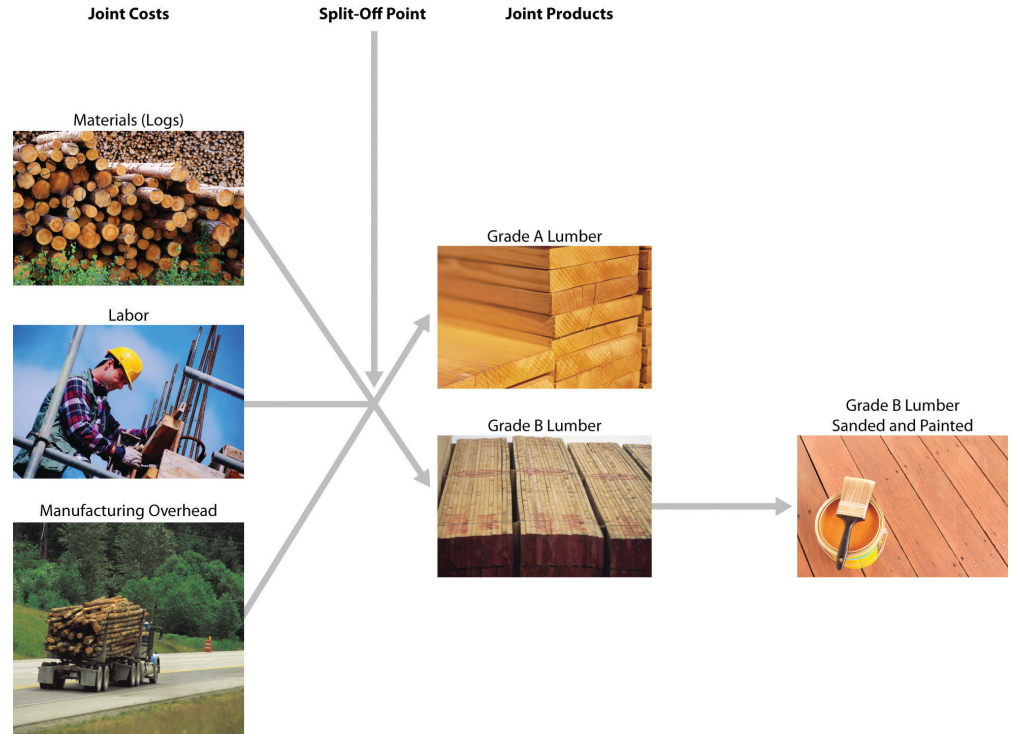 Joint Costs
Split-Off Point
Joint Products
Materials (Logs)
Grade A Lumber
Labor
Grade B Lumber
Grade B Lumber
Sanded and Painted
Manufacturing Overhead